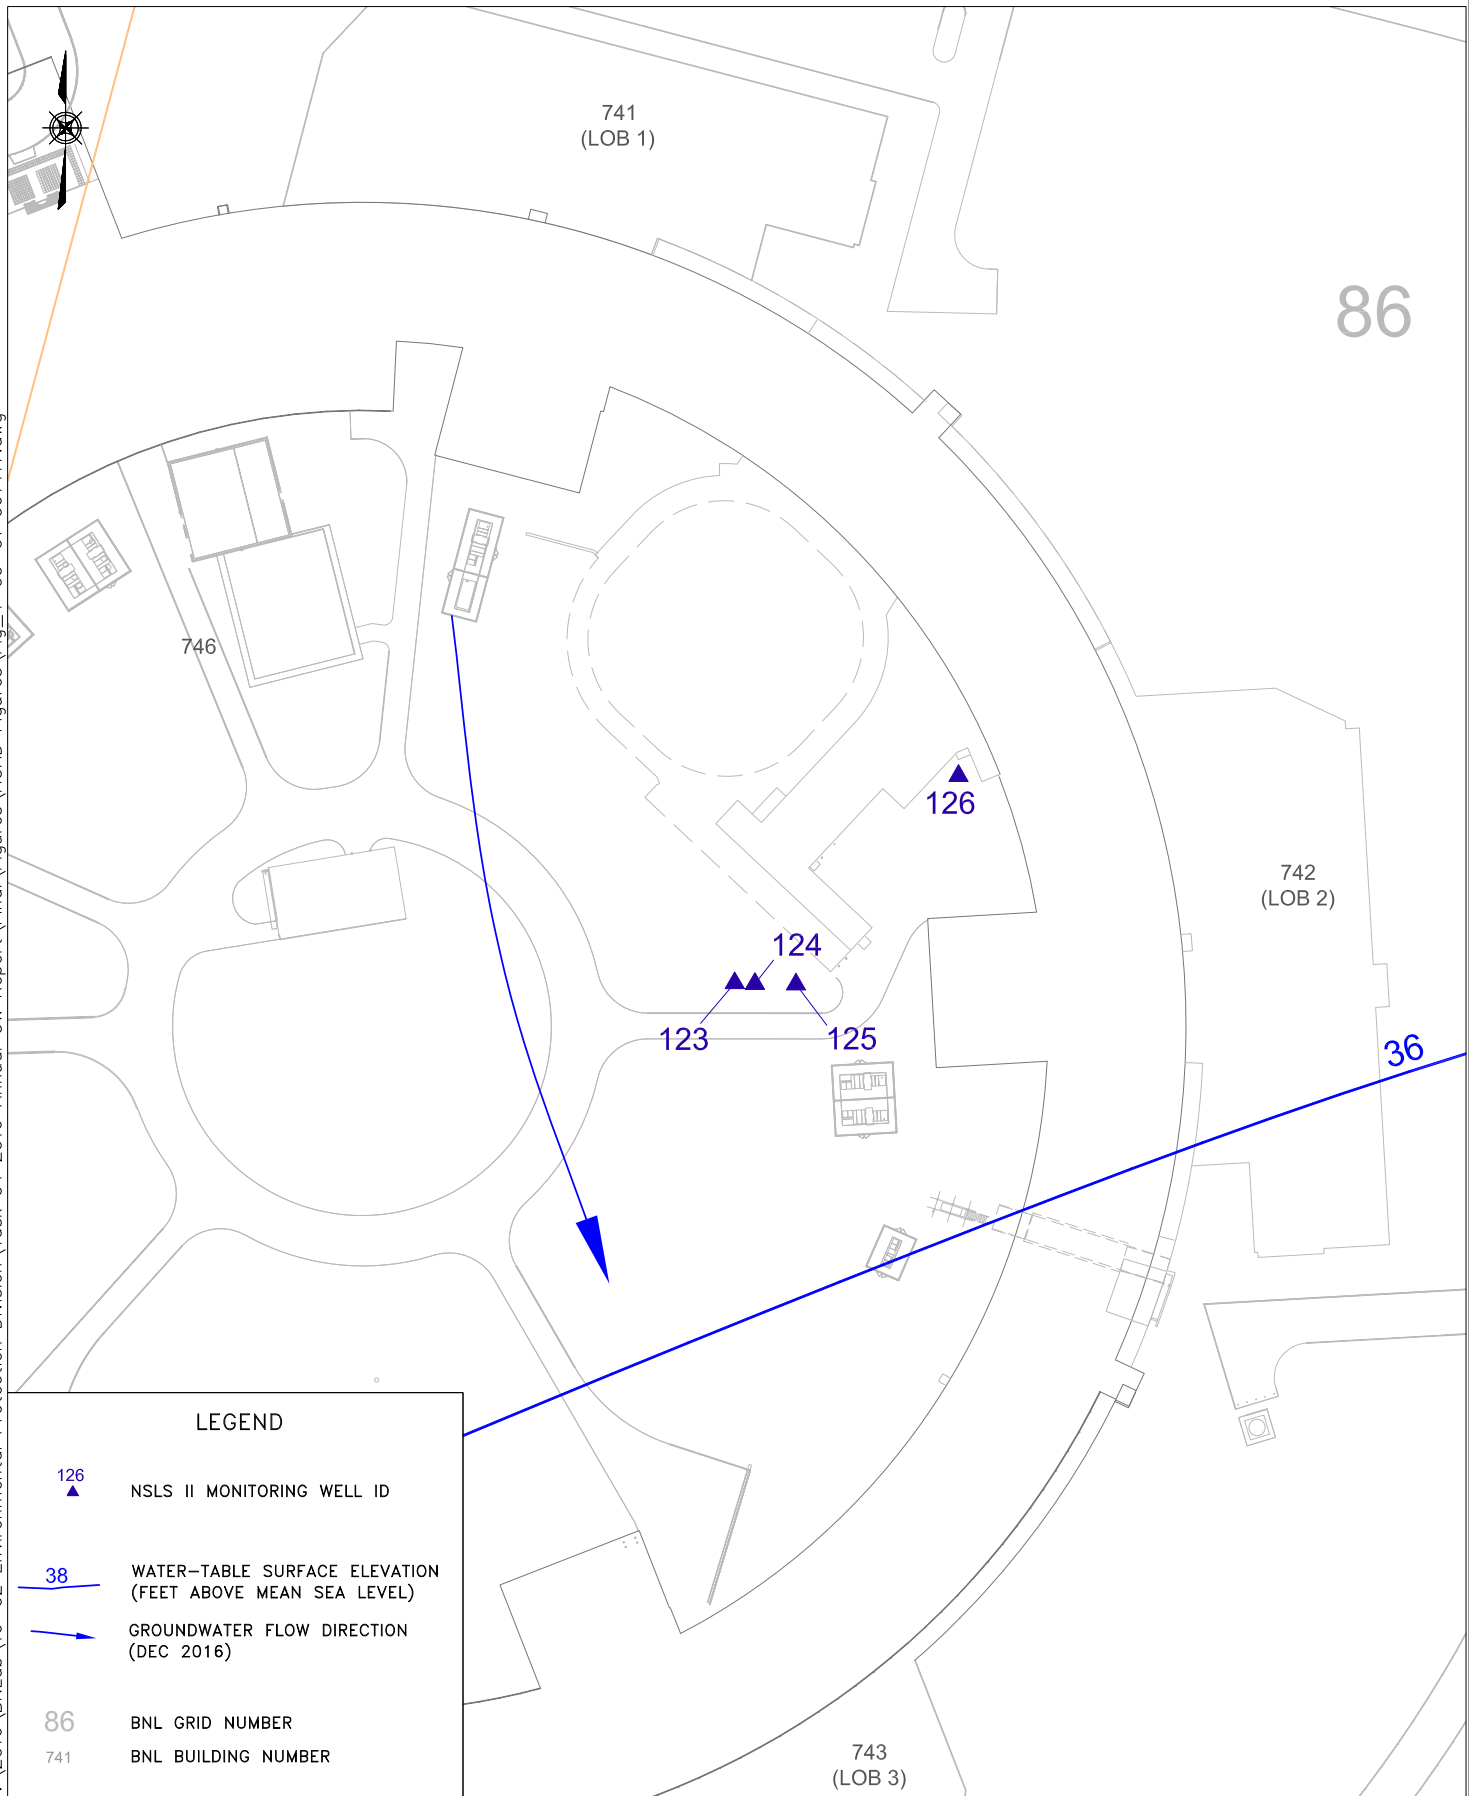 741
(LOB 1)
86
746
126
742
(LOB 2)
124
123
125
36
LEGEND
126
NSLS II MONITORING WELL ID
38
WATER-TABLE SURFACE ELEVATION
(FEET ABOVE MEAN SEA LEVEL)
GROUNDWATER FLOW DIRECTION
(DEC 2016)
86
BNL GRID NUMBER
741
BNL BUILDING NUMBER
743
(LOB 3)